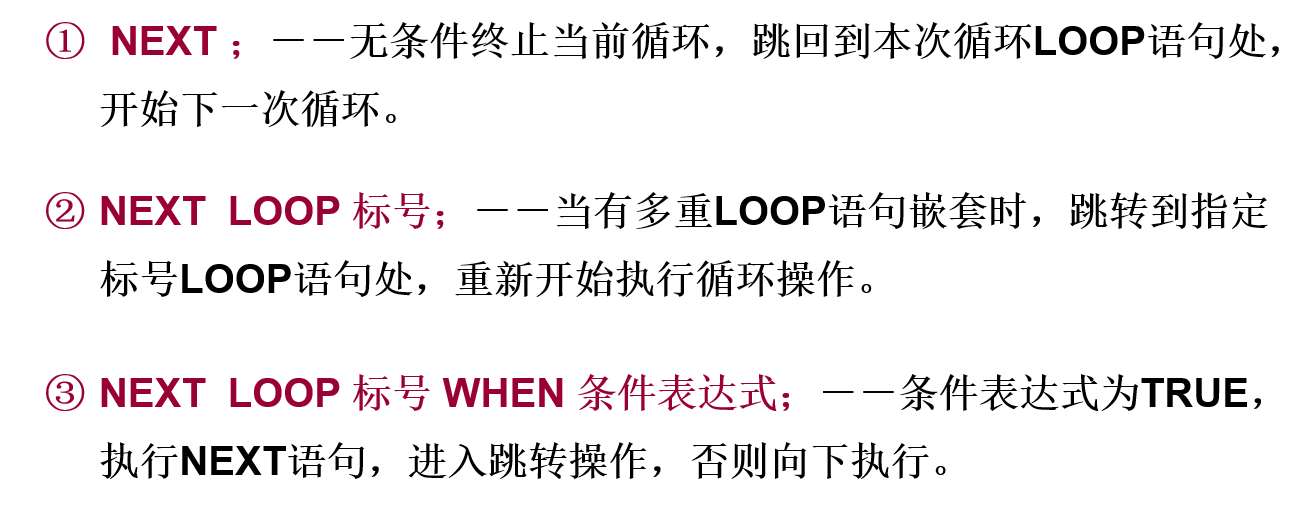 ① NEXT ；－－无条件终止当前循环，跳回到本次循环LOOP语句处，
开始下一次循环。
② NEXT LOOP 标号；－－当有多重LOOP语句嵌套时，跳转到指定
标号LOOP语句处，重新开始执行循环操作。
③ NEXT LOOP 标号 WHEN 条件表达式；－－条件表达式为TRUE，
执行NEXT语句，进入跳转操作，否则向下执行。